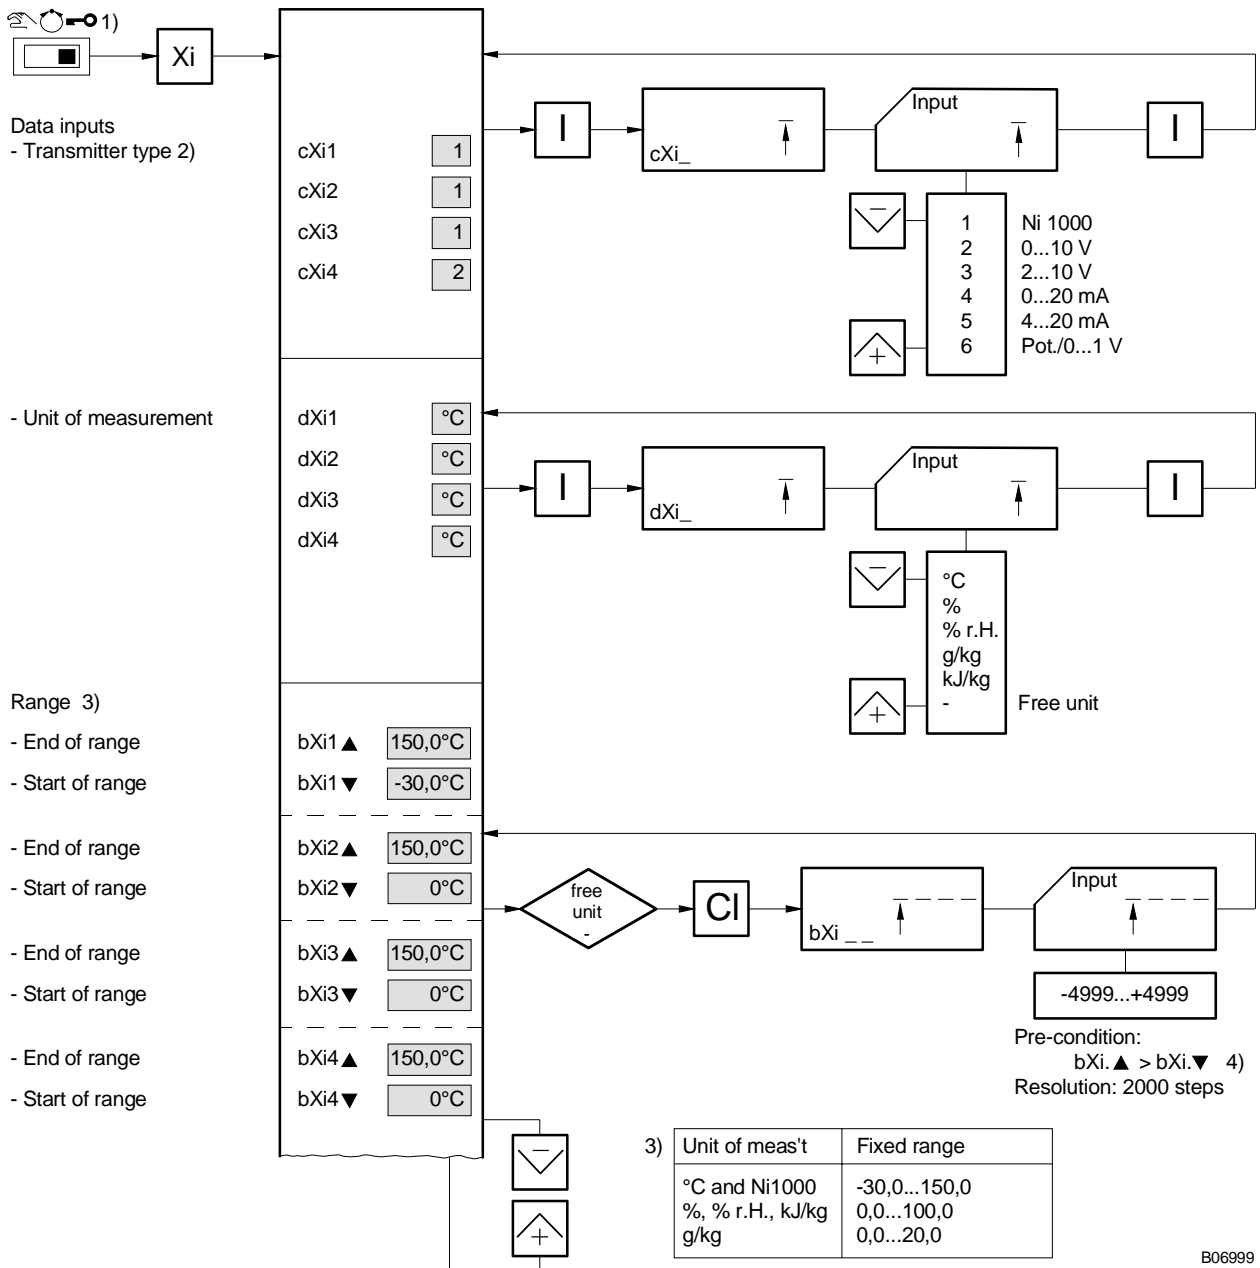 1)
Xi
Data inputs
- Transmitter type 2)
cXi1 1
cXi2 1
cXi3 1
cXi4 2
I
cXi_
Input
I
1 Ni 1000
2 0...10 V
3 2...10 V
4 0...20 mA
5 4...20 mA
6 Pot./0...1 V
- Unit of measurement
dXi1 °C
dXi2 °C
dXi3 °C
dXi4 °C
I
dXi_
Input
I
°C
%
% r.H.
g/kg
kJ/kg
- Free unit
Range 3)
- End of range bXi1▲ 150,0°C
- Start of range bXi1▼ -30,0°C
- End of range bXi2▲ 150,0°C
- Start of range bXi2▼ 0°C
- End of range bXi3▲ 150,0°C
- Start of range bXi3▼ 0°C
- End of range bXi4▲ 150,0°C
- Start of range bXi4▼ 0°C
free
unit
-
CI
bXi _ _
Input
-4999...+4999
Pre-condition:
bXi.▲ > bXi.▼ 4)
Resolution: 2000 steps
3) Unit of meas't Fixed range
°C and Ni1000 -30,0...150,0
%, % r.H., kJ/kg 0,0...100,0
g/kg 0,0...20,0
B06999